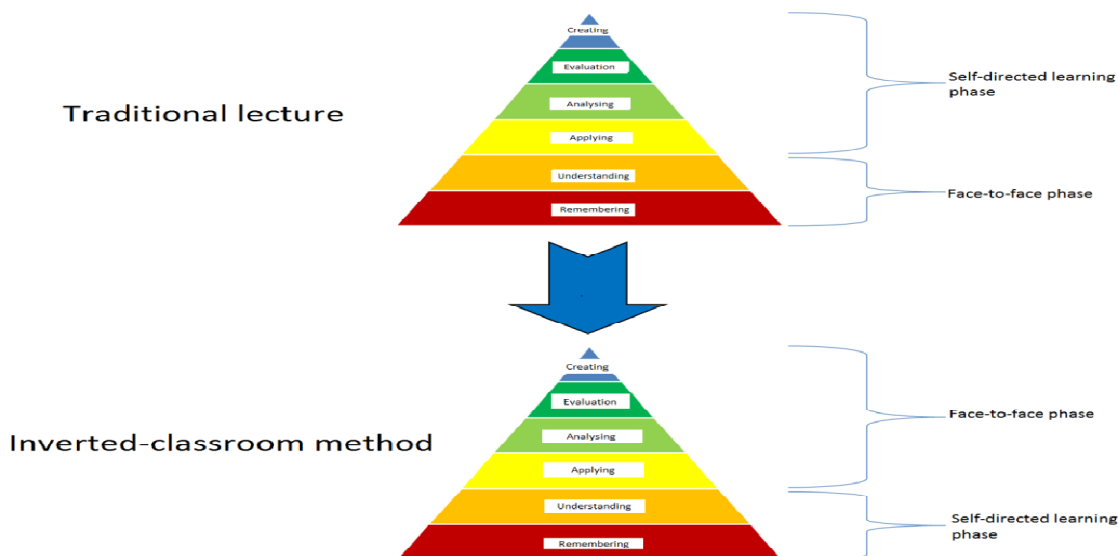 Creating
Evaluation
Self-directed learning
phase
Analysing
Traditional lecture
Applying
Understanding
Face-to-face phase
Remembering
Creating
Evaluation
Face-to-face phase
Analysing
Inverted-classroom method
Applying
Understanding
Self-directed learning
phase
Remembering